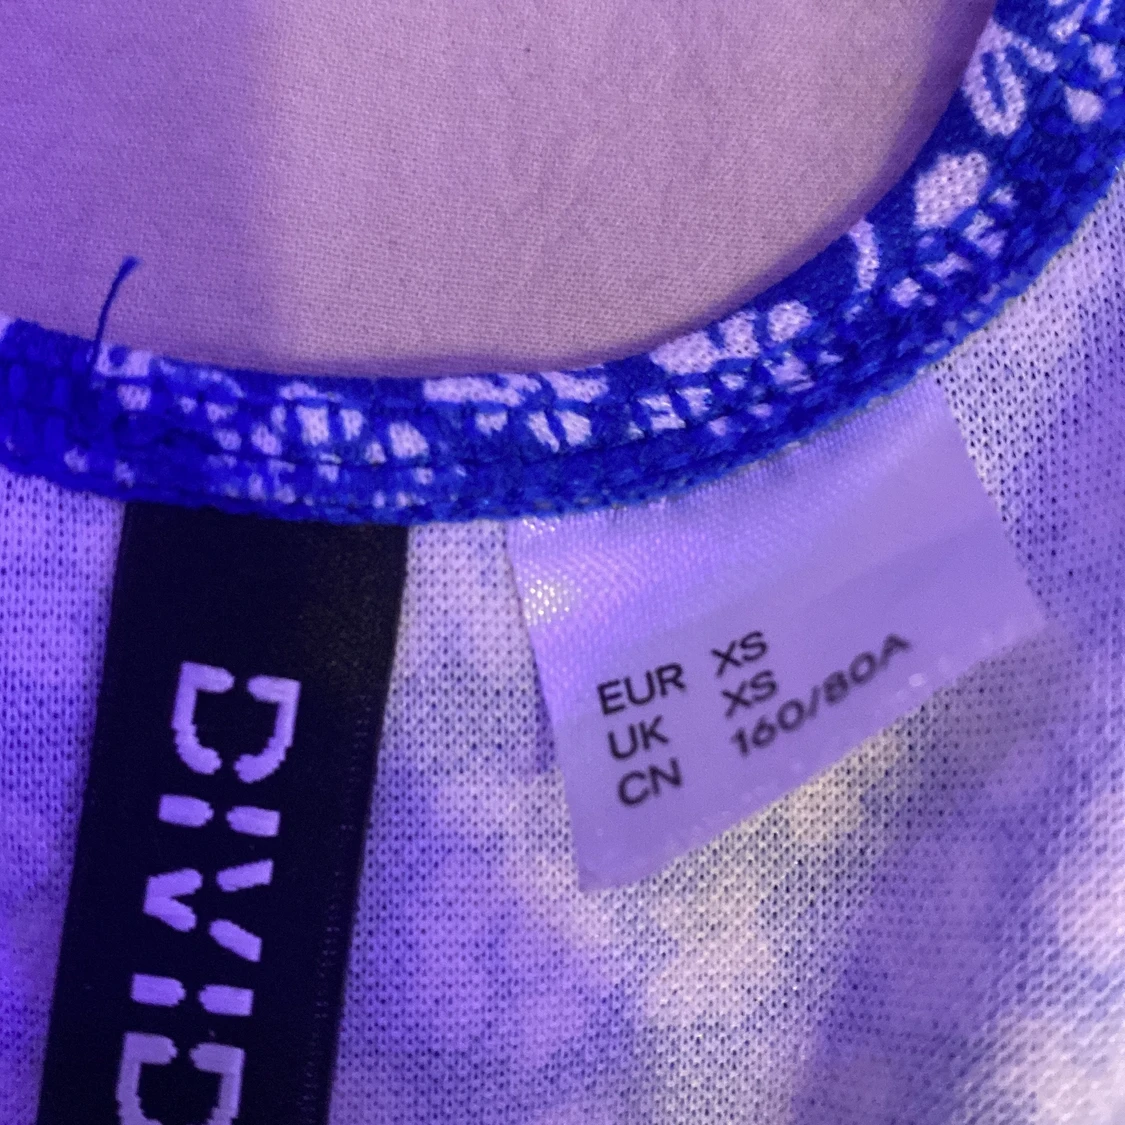 DIVID
EUR XS
UK XS
CN 160/80A